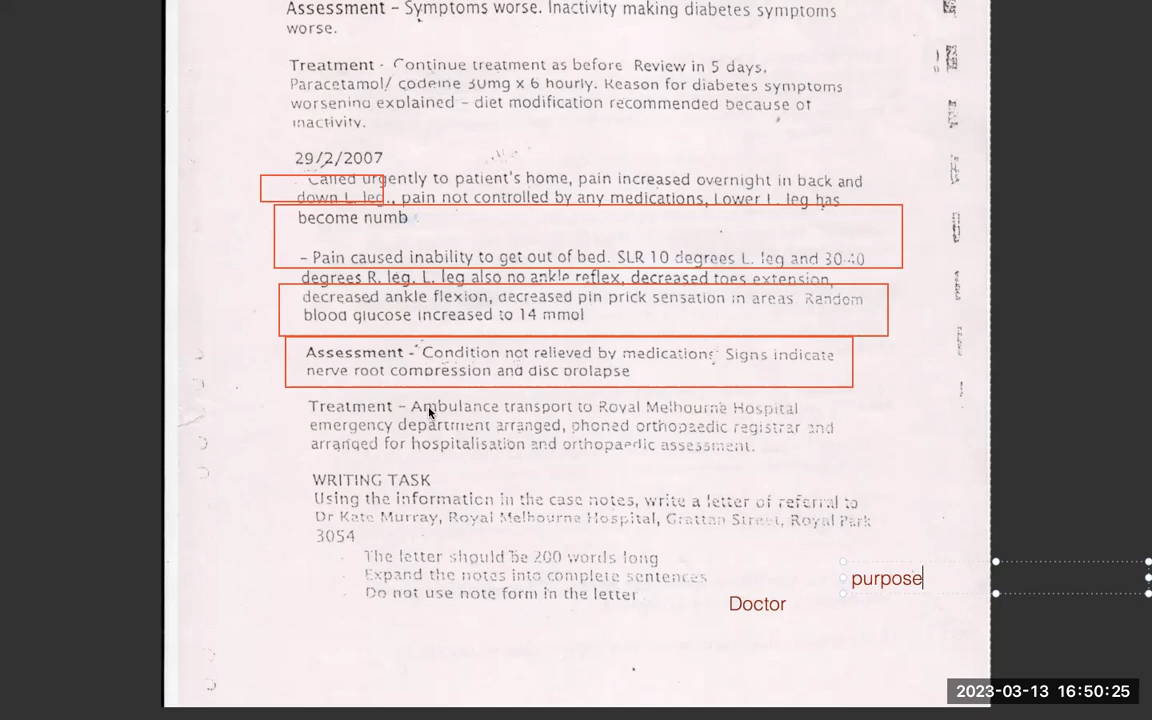 Assessment – Symptoms worse. Inactivity making diabetes symptoms
worse.
Treatment - Continue treatment as before Review in 5 days.
Paracetamol/ codeine 30mg x 6 hourly. Reason for diabetes symptoms
worsening explained – diet modification recommended because of
inactivity.
29/2/2007
Called urgently to patient's home, pain increased overnight in back and
down L. leg., pain not controlled by any medications, Lower L. leg has
become numb
– Pain caused inability to get out of bed. SLR 10 degrees L. leg and 30-40
degrees R. leg. L. leg also no ankle reflex, decreased toes extension,
decreased ankle flexion, decreased pin prick sensation in areas. Random
blood glucose increased to 14 mmol
Assessment - Condition not relieved by medications. Signs indicate
nerve root compression and disc prolapse
Treatment – Ambulance transport to Royal Melbourne Hospital
emergency department arranged, phoned orthopaedic registrar and
arranged for hospitalisation and orthopaedic assessment.
WRITING TASK
Using the information in the case notes, write a letter of referral to
Dr Kate Murray, Royal Melbourne Hospital, Grattan Street, Royal Park
3054
The letter should be 200 words long
Expand the notes into complete sentences
Do not use note form in the letter
purpose
Doctor
2023-03-13 16:50:25